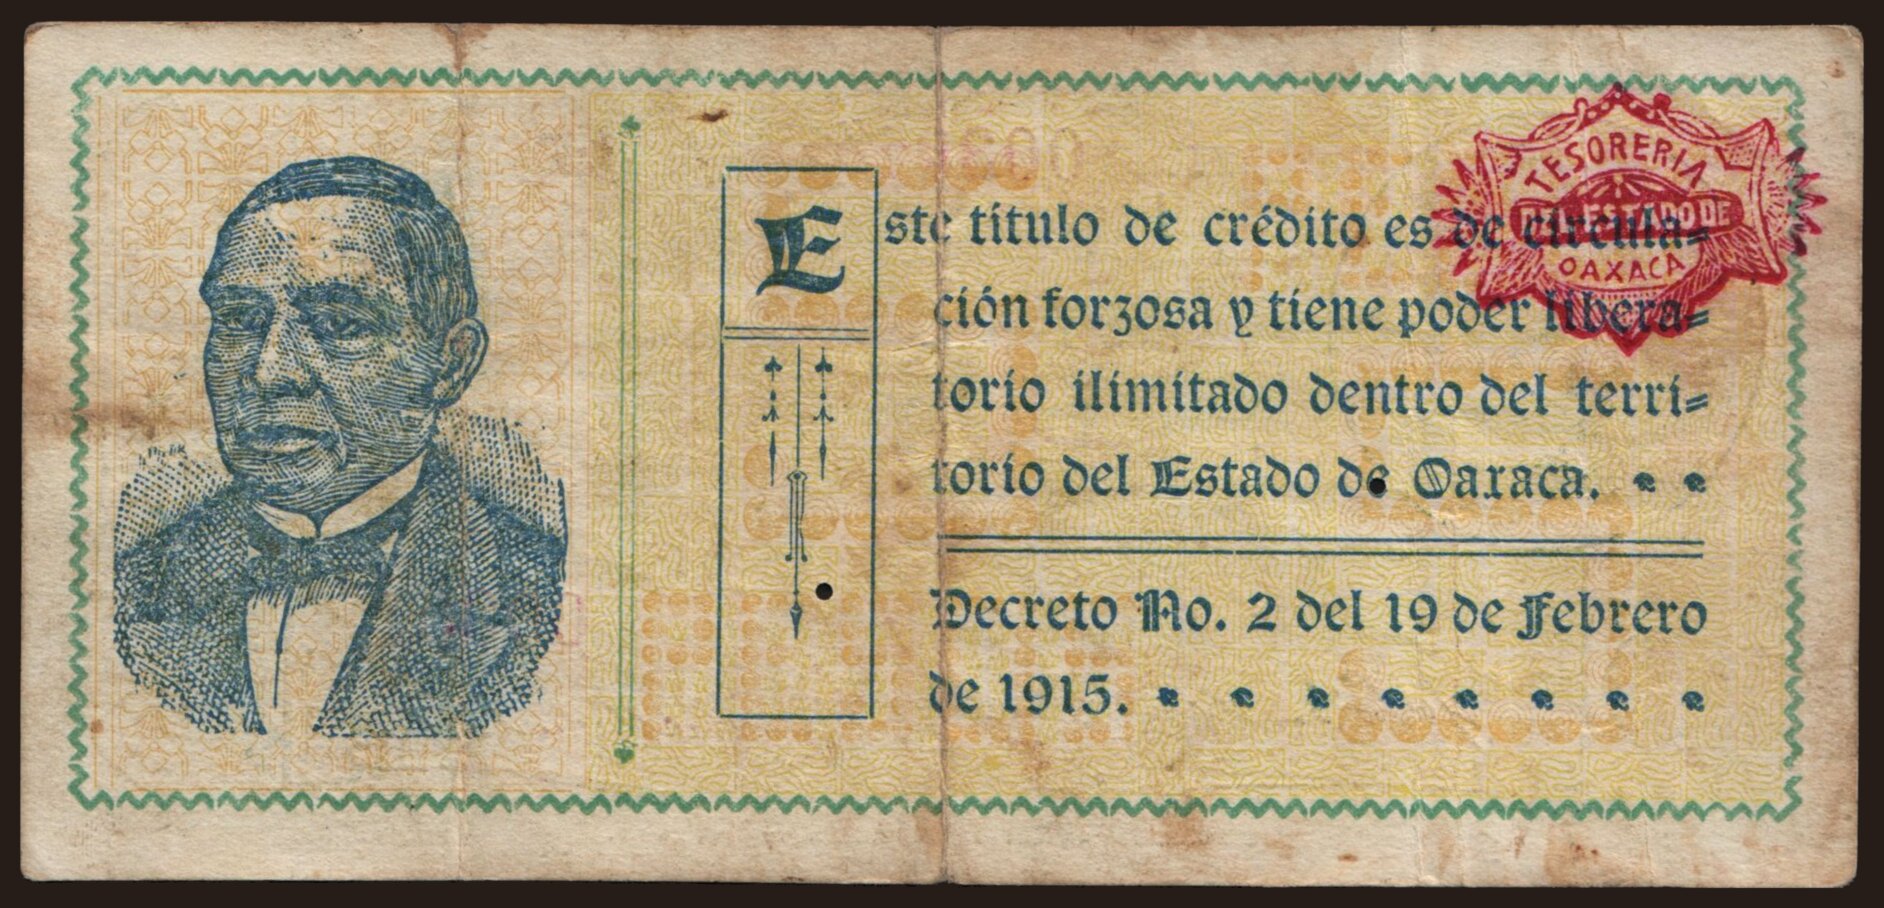 Este título de crédito es de circula=
ción forzosa y tiene poder libera=
torio ilimitado dentro del terri=
torio del Estado de Oaxaca.
Decreto No. 2 del 19 de Febrero
de 1915.
TESORERIA
DEL ESTADO DE
OAXACA